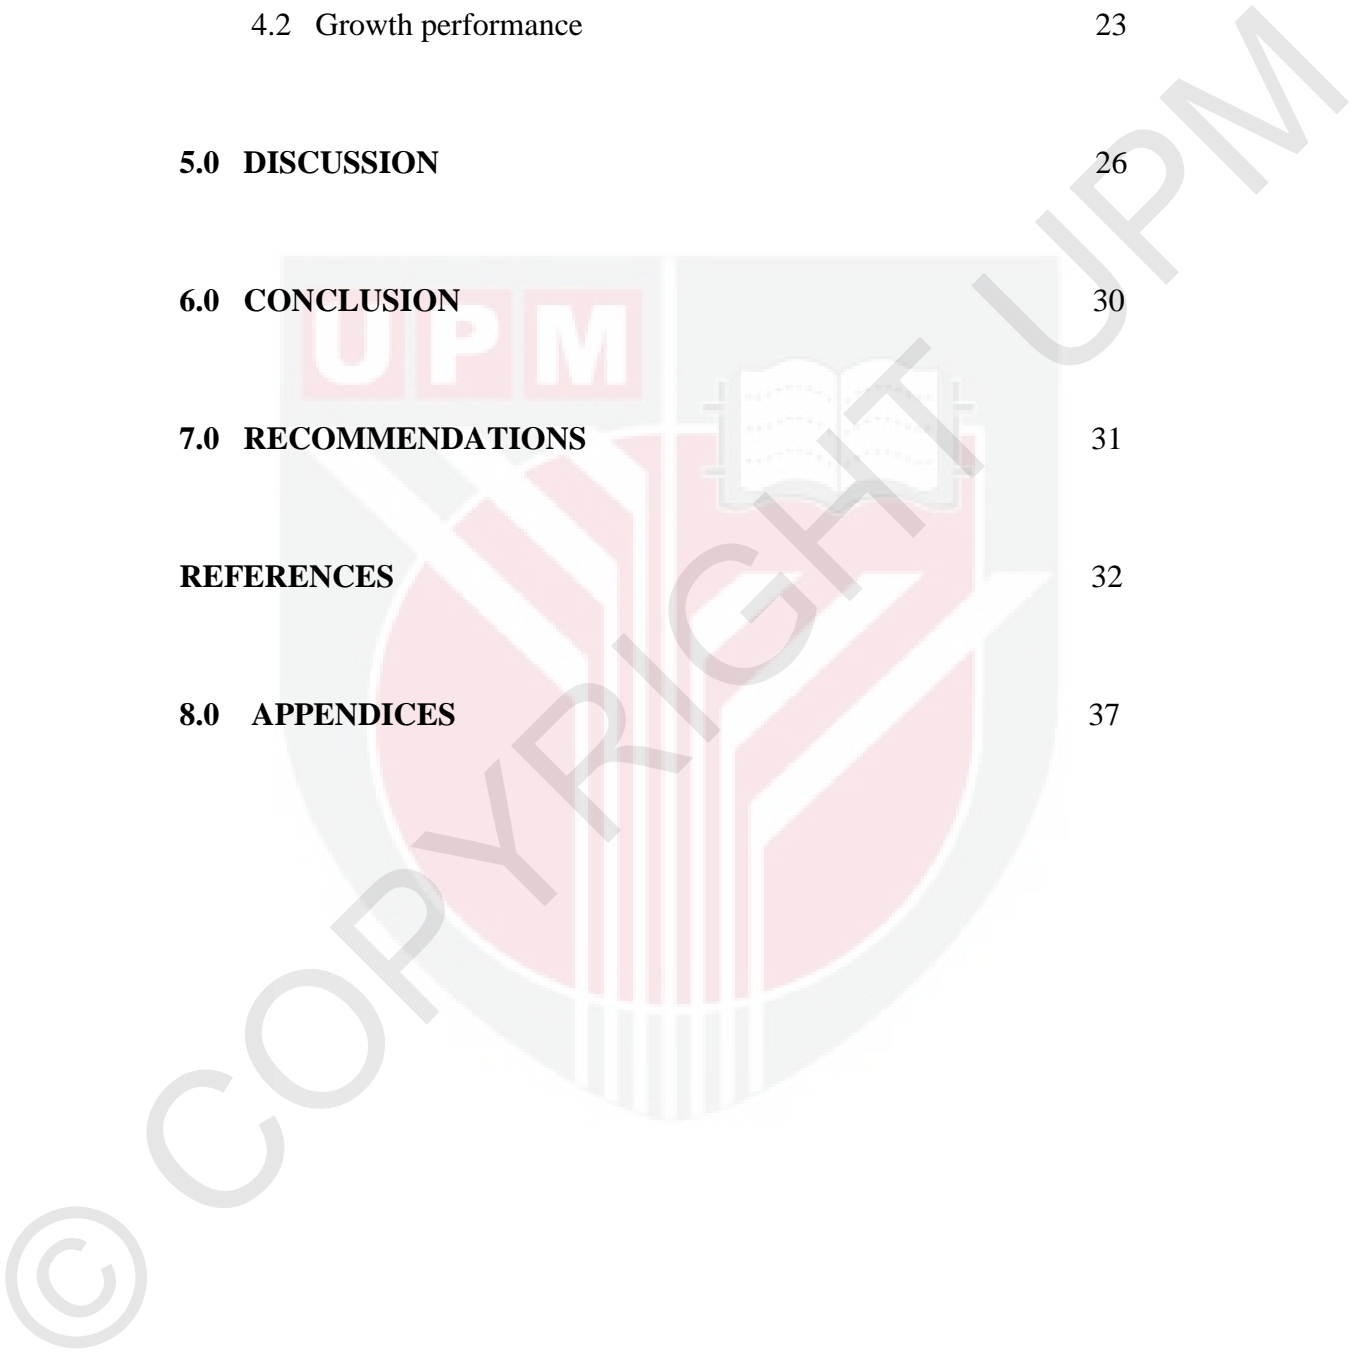 4.2 Growth performance 23
5.0 DISCUSSION 26
6.0 CONCLUSION 30
UPM
7.0 RECOMMENDATIONS 31
REFERENCES 32
8.0 APPENDICES 37
© COPYRIGHT UPM